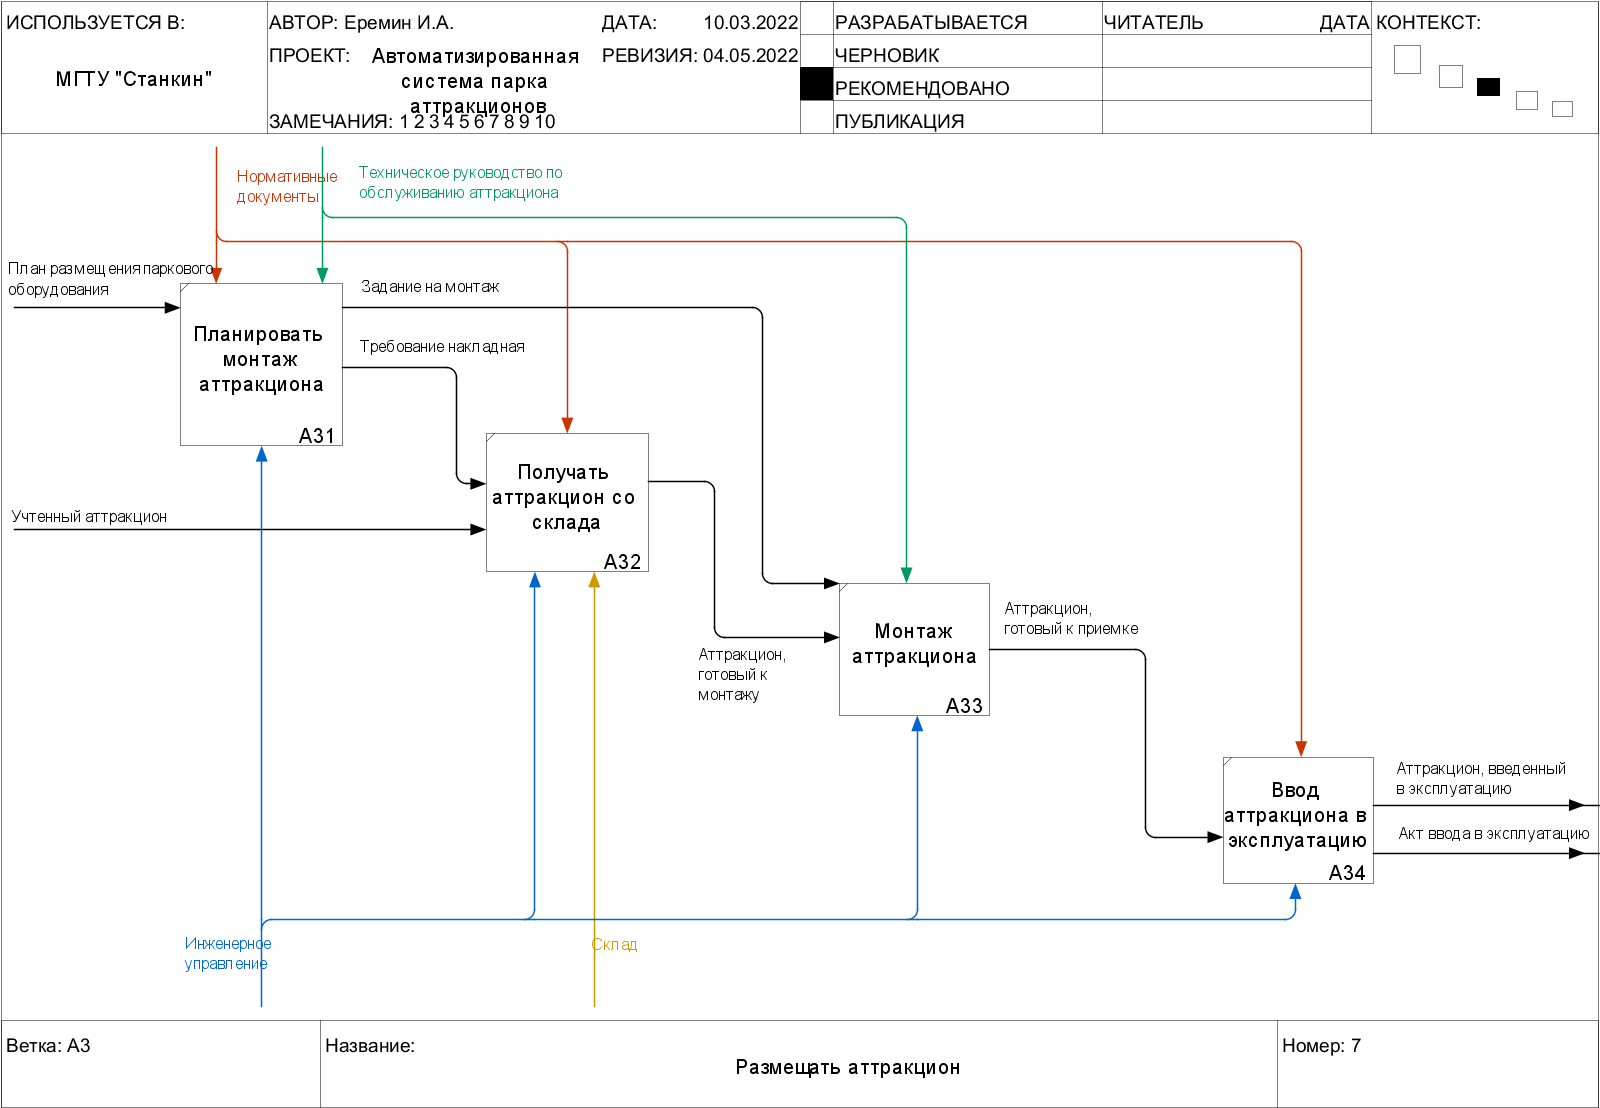 ИСПОЛЬЗУЕТСЯ В:
МГТУ "Станкин"
АВТОР: Еремин И.А.
ДАТА: 10.03.2022
ПРОЕКТ: Автоматизированная
система парка
аттракционов
РЕВИЗИЯ: 04.05.2022
ЗАМЕЧАНИЯ: 1 2 3 4 5 6 7 8 9 10
РАЗРАБАТЫВАЕТСЯ
ЧЕРНОВИК
РЕКОМЕНДОВАНО
ПУБЛИКАЦИЯ
ЧИТАТЕЛЬ
ДАТА
КОНТЕКСТ:
Нормативные
документы
Техническое руководство по
обслуживанию аттракциона
План размещения паркового
оборудования
Задание на монтаж
Планировать
монтаж
аттракциона
A31
Требование накладная
Получать
аттракцион со
склада
A32
Учтенный аттракцион
Аттракцион,
готовый к
монтажу
Монтаж
аттракциона
A33
Аттракцион,
готовый к приемке
Ввод
аттракциона в
эксплуатацию
A34
Аттракцион, введенный
в эксплуатацию
Акт ввода в эксплуатацию
Инженерное
управление
Склад
Ветка: A3
Название:
Размещать аттракцион
Номер: 7